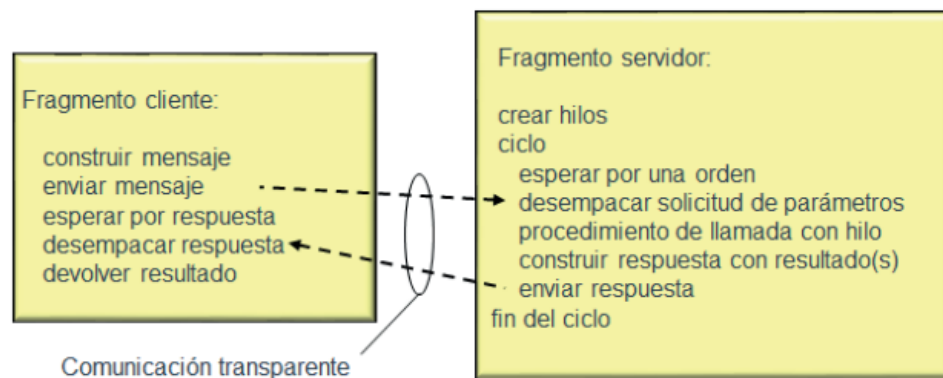 Fragmento cliente:
construir mensaje
enviar mensaje
esperar por respuesta
desempacar respuesta
devolver resultado
Fragmento servidor:
crear hilos
ciclo
esperar por una orden
desempacar solicitud de parámetros
procedimiento de llamada con hilo
construir respuesta con resultado(s)
enviar respuesta
fin del ciclo
Comunicación transparente